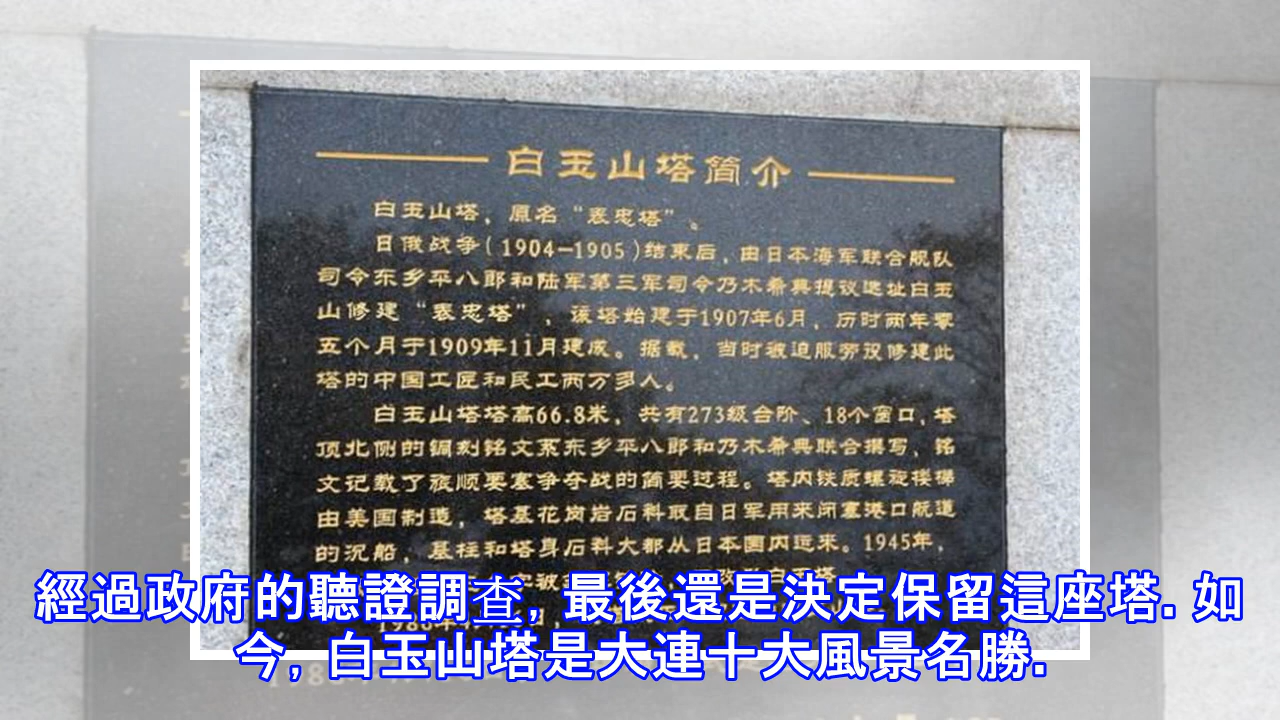 白玉山塔简介
白玉山塔，原名“表忠塔”。
日俄战争(1904—1905)结束后，由日本海军联合舰队
司令东乡平八郎和陆军第三军司令乃木希典提议选址白玉
山修建“表忠塔”，该塔始建于1907年6月，历时两年零
五个月于1909年11月建成。据载，当时被迫服劳役修建此
塔的中国工匠和民工两万多人。
白玉山塔塔高66.8米，共有273级台阶、18个窗口，塔
顶北侧的铜刻铭文系东乡平八郎和乃木希典联合撰写，铭
文记载了旅顺要塞争夺战的简要过程。塔内铁质螺旋楼梯
由美国制造，塔基花岗岩石料取自日军用来闭塞港口航道
的沉船，基柱和塔身石料大都从日本国内运来。1945年，
經過政府的聽證調查, 最後還是決定保留這座塔. 如
今, 白玉山塔是大連十大風景名勝.